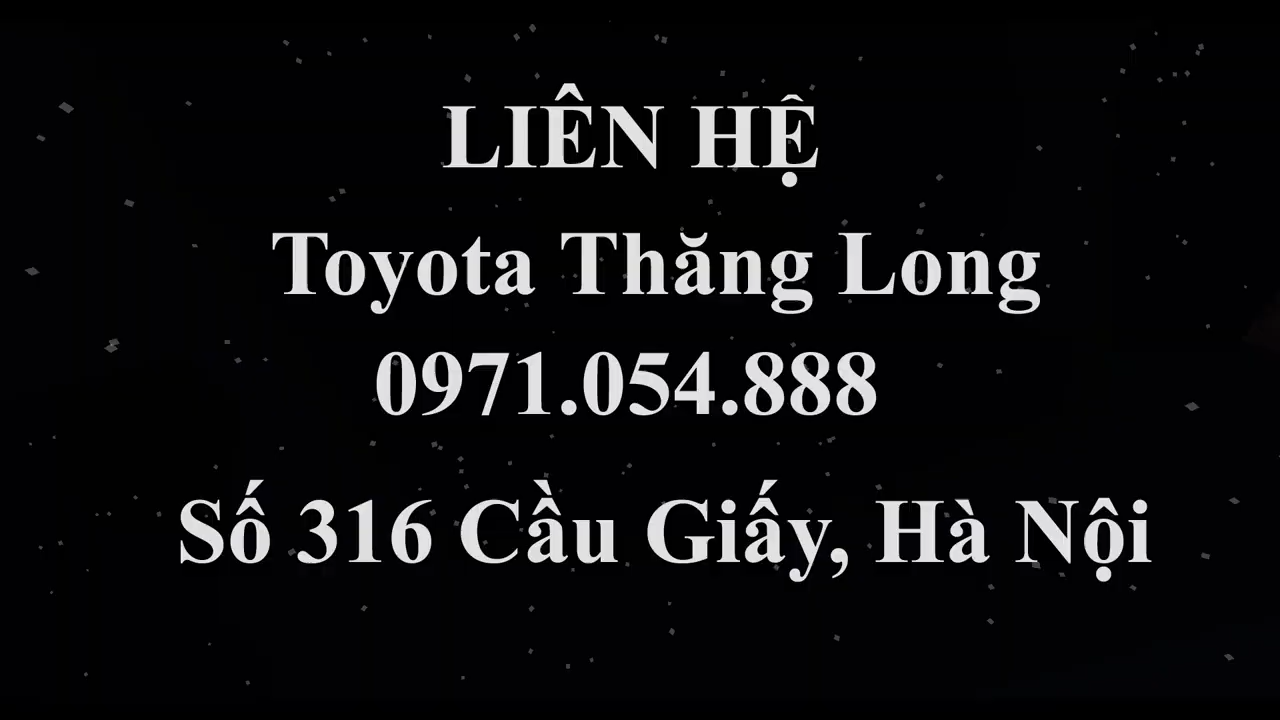 LIÊN HỆ
Toyota Thăng Long
0971.054.888
Số 316 Cầu Giấy, Hà Nội